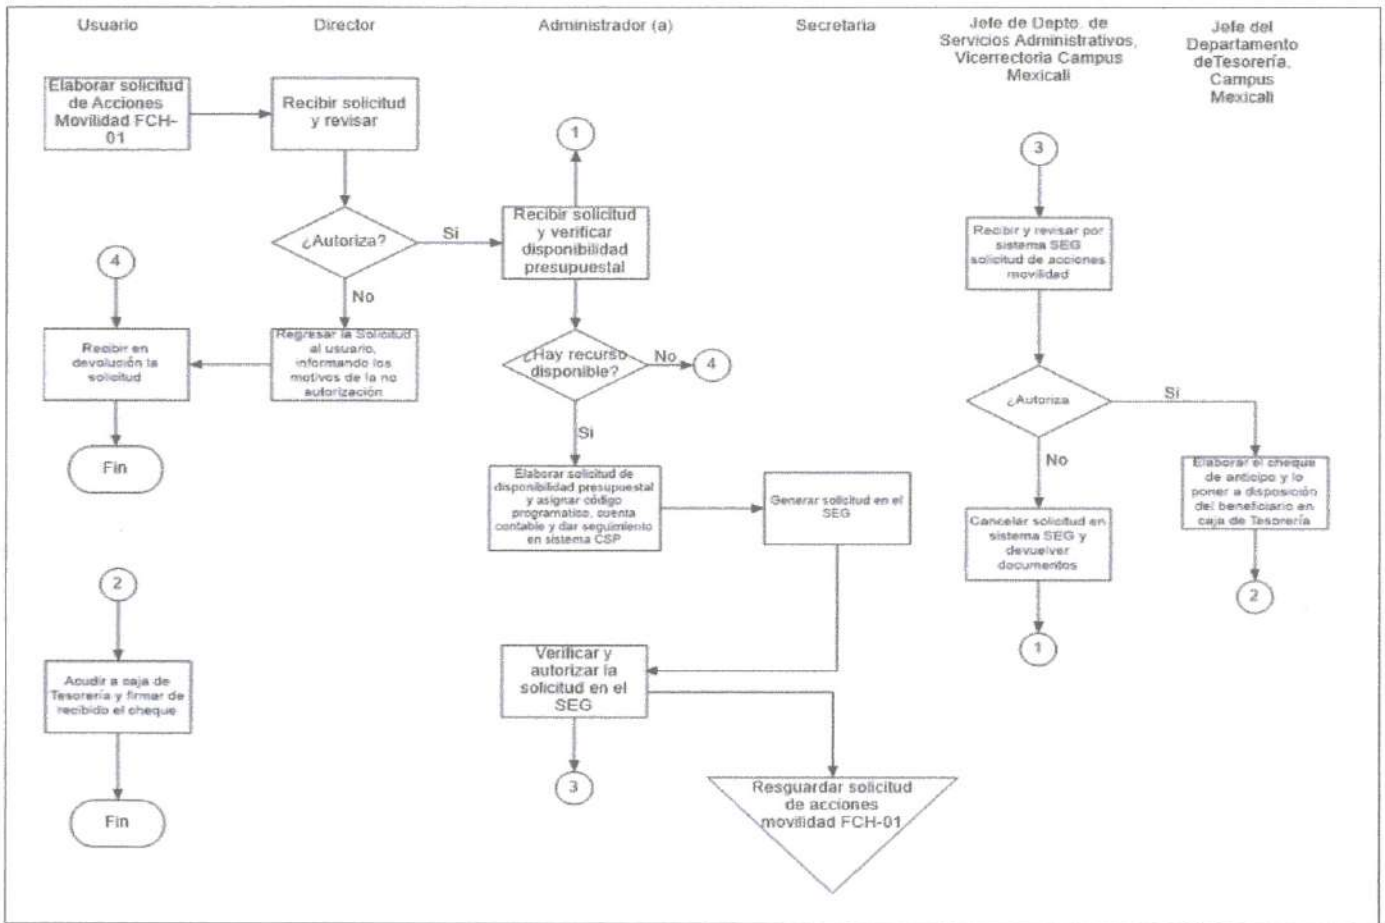 Usuario
Director
Administrador (a)
Secretaria
Jefe de Depto. de
Servicios Administrativos,
Vicerrectoria Campus
Mexicali
Jefe del
Departamento
deTesorería,
Campus
Mexicali
Elaborar solicitud
de Acciones
Movilidad FCH-
01
Recibir solicitud
y revisar
1
3
¿Autoriza?
Si
Recibir solicitud
y verificar
disponibilidad
presupuestal
Recibir y revisar por
sistema SEG
solicitud de acciones
movilidad
4
No
Recibir en
devolución la
solicitud
Regresar la Solicitud
al usuario,
informando los
motivos de la no
autorización
¿Hay recurso
disponible?
No
4
¿Autoriza
Si
Fin
Si
No
Elaborar solicitud de
disponibilidad presupuestal
y asignar código
programatico, cuenta
contable y dar seguimiento
en sistema CSP
Generar solicitud en el
SEG
Cancelar solicitud en
sistema SEG y
devuelver
documentos
Elaborar el cheque
de anticipo y lo
poner a disposición
del beneficiario en
caja de Tesorería
2
2
1
Acudir a caja de
Tesorería y firmar de
recibido el cheque
Verificar y
autorizar la
solicitud en el
SEG
3
Fin
Resguardar solicitud
de acciones
movilidad FCH-01